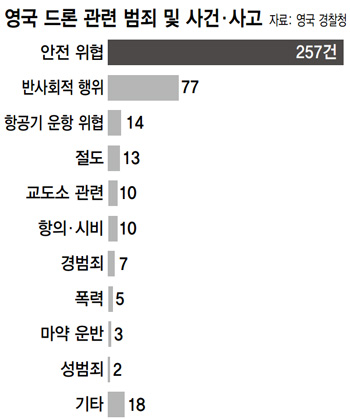 영국 드론 관련 범죄 및 사건·사고 자료: 영국 경찰청
안전 위협 257건
반사회적 행위 77
항공기 운항 위협 14
절도 13
교도소 관련 10
항의·시비 10
경범죄 7
폭력 5
마약 운반 3
성범죄 2
기타 18